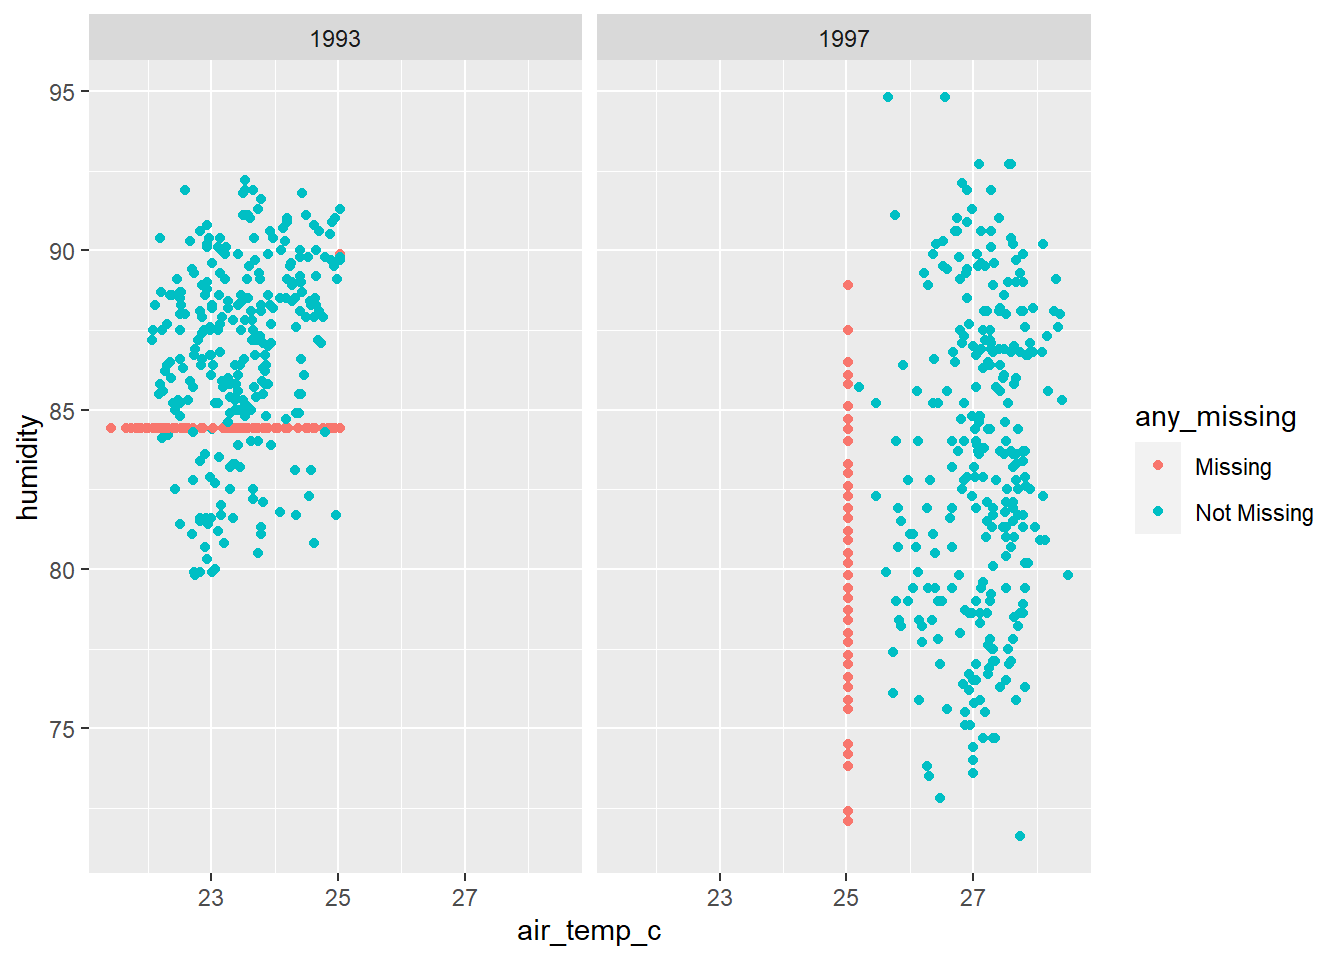 1993 1997
95
90
85
80
75
humidity
23 25 27 23 25 27
air_temp_c
any_missing
Missing
Not Missing